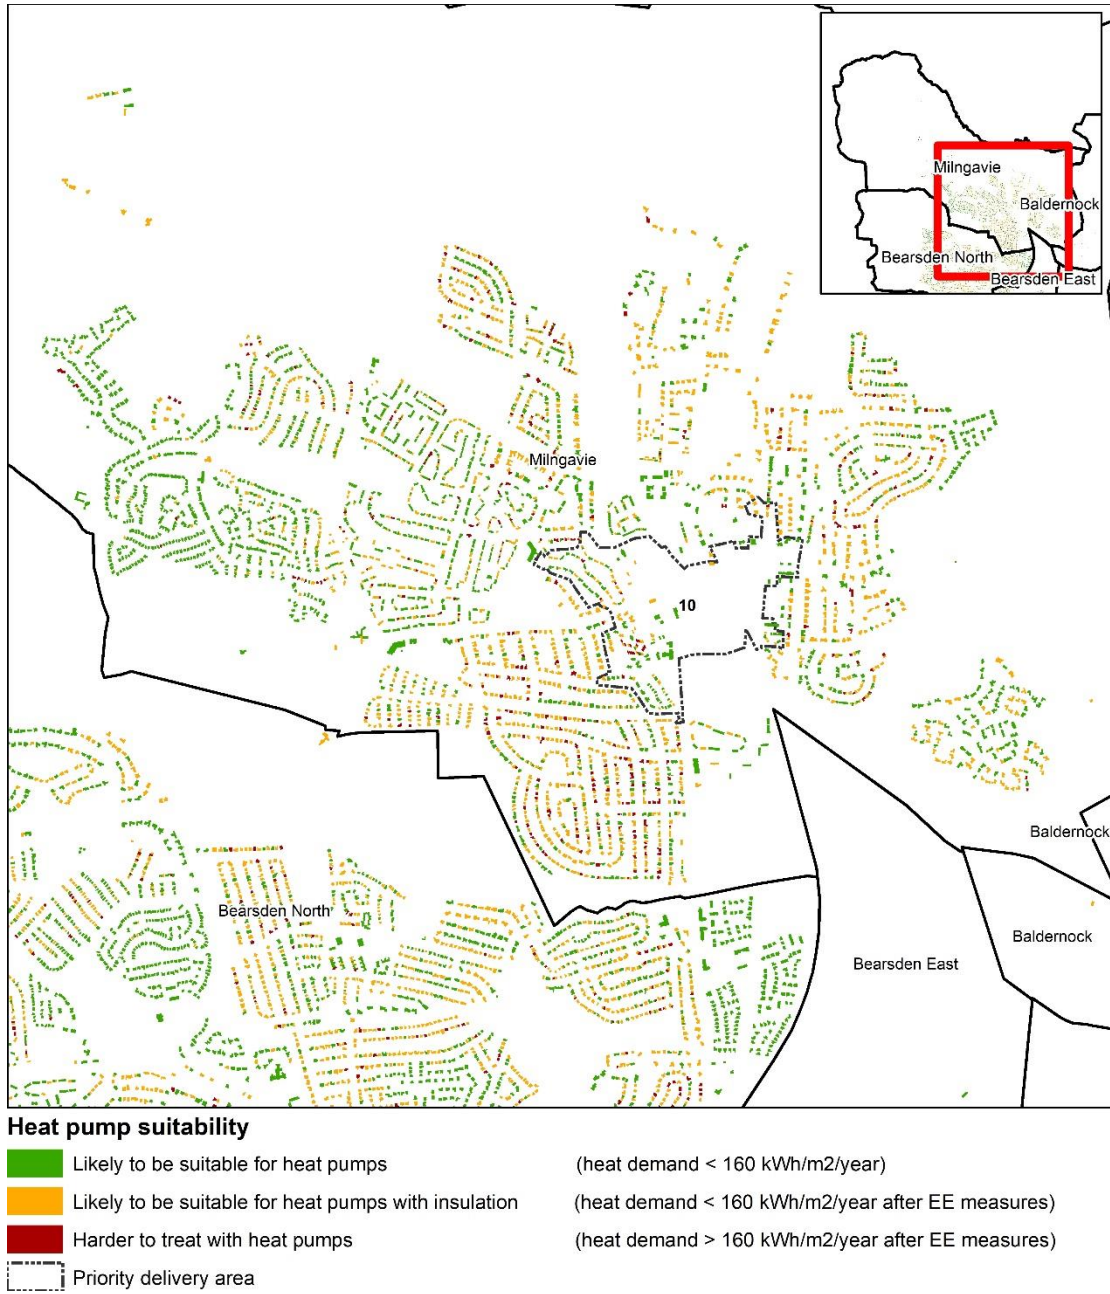 Milngavie
Baldernock
Bearsden North
Bearsden East
Milngavie
10
Baldernock
Bearsden North
Baldernock
Bearsden East
Heat pump suitability
Likely to be suitable for heat pumps (heat demand < 160 kWh/m2/year)
Likely to be suitable for heat pumps with insulation (heat demand < 160 kWh/m2/year after EE measures)
Harder to treat with heat pumps (heat demand > 160 kWh/m2/year after EE measures)
Priority delivery area